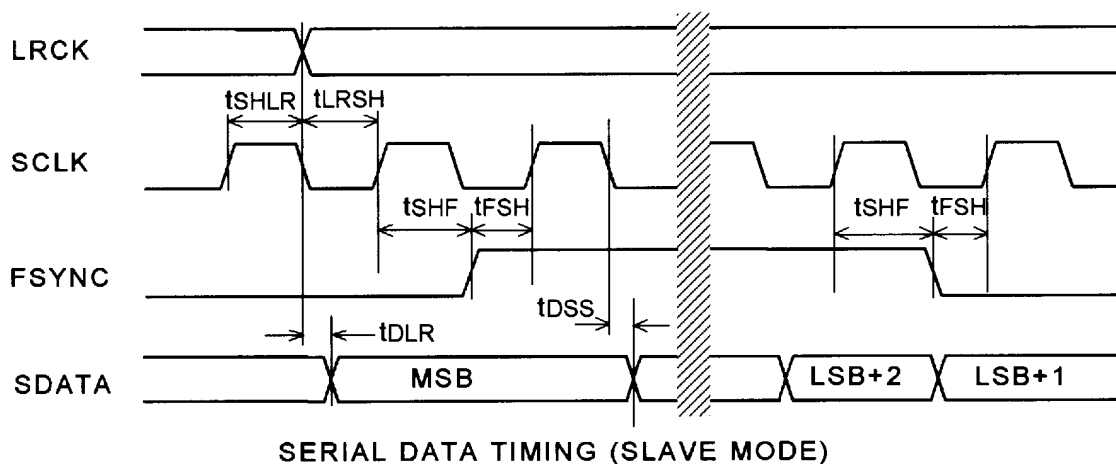 LRCK
tSHLR tLRSH
SCLK
tSHF tFSH tSHF tFSH
FSYNC
tDLR tDSS
SDATA MSB LSB+2 LSB+1
SERIAL DATA TIMING (SLAVE MODE)